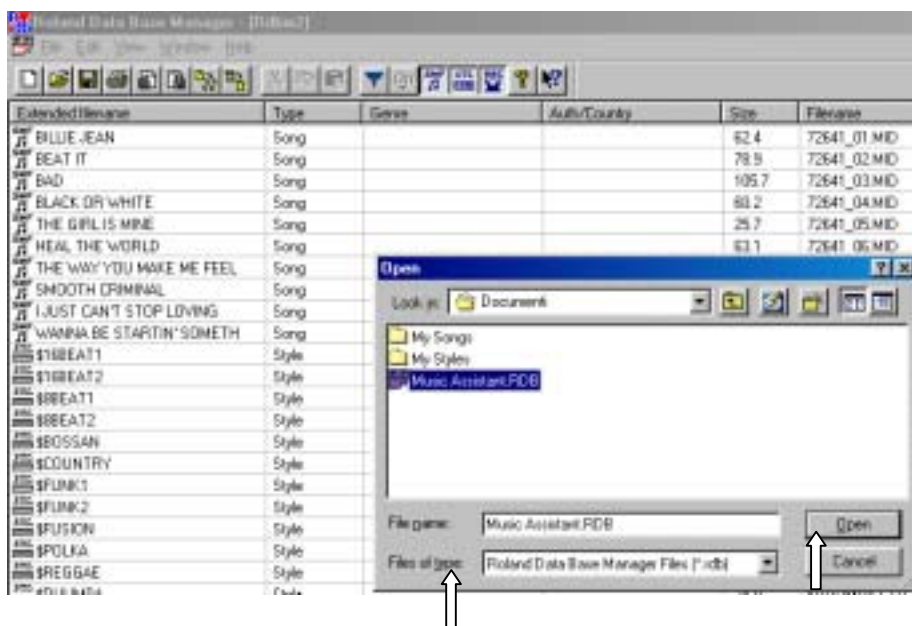 Roland Data Base Manager - [RdBas2]
File Edit View Window Help
Extended filename Type Genre Auth/Country Size Filename
BILLIE JEAN Song 62.4 72641_01.MID
BEAT IT Song 78.9 72641_02.MID
BAD Song 105.7 72641_03.MID
BLACK OR WHITE Song 60.2 72641_04.MID
THE GIRL IS MINE Song 25.7 72641_05.MID
HEAL THE WORLD Song 63.1 72641_06.MID
THE WAY YOU MAKE ME FEEL Song
SMOOTH CRIMINAL Song
I JUST CAN'T STOP LOVING Song
WANNA BE STARTIN' SOMETH Song
$16BEAT1 Style
$16BEAT2 Style
$8BEAT1 Style
$8BEAT2 Style
$BOSSAN Style
$COUNTRY Style
$FUNK1 Style
$FUNK2 Style
$FUSION Style
$POLKA Style
$REGGAE Style
Open
Look in: Documenti
My Songs
My Styles
Music Assistant.RDB
File name: Music Assistant.RDB Open
Files of type: Roland Data Base Manager Files (*.rdb) Cancel